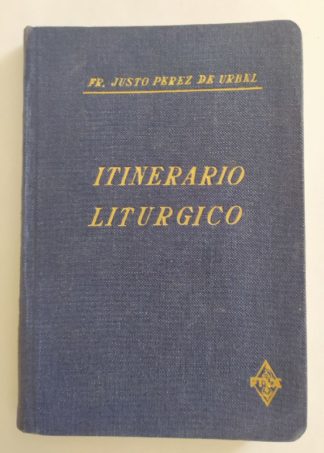 FR. JUSTO PEREZ DE URBEL
ITINERARIO
LITURGICO